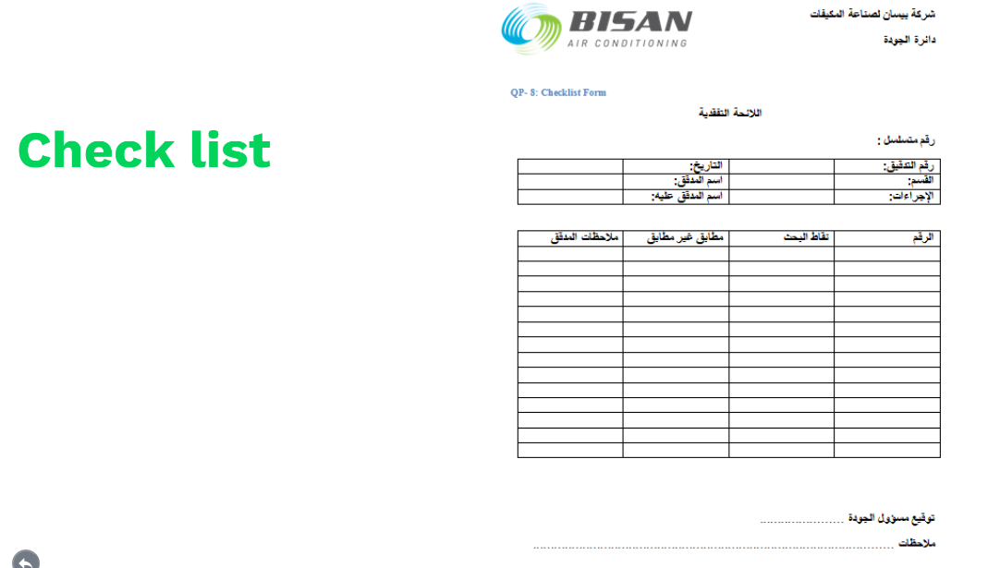 BISAN
AIR CONDITIONING
شركة بيسان لصناعة المكيفات
دائرة الجودة
QP- 8: Checklist Form
Check list
اللائحة التفقدية
رقم متسلسل :
رقم التدقيق: التاريخ:
القسم: اسم المدقق:
الإجراءات: اسم المدقق عليه:
الرقم نقاط البحث مطابق غير مطابق ملاحظات المدقق
توقيع مسؤول الجودة ........................
ملاحظات ................................................................................................